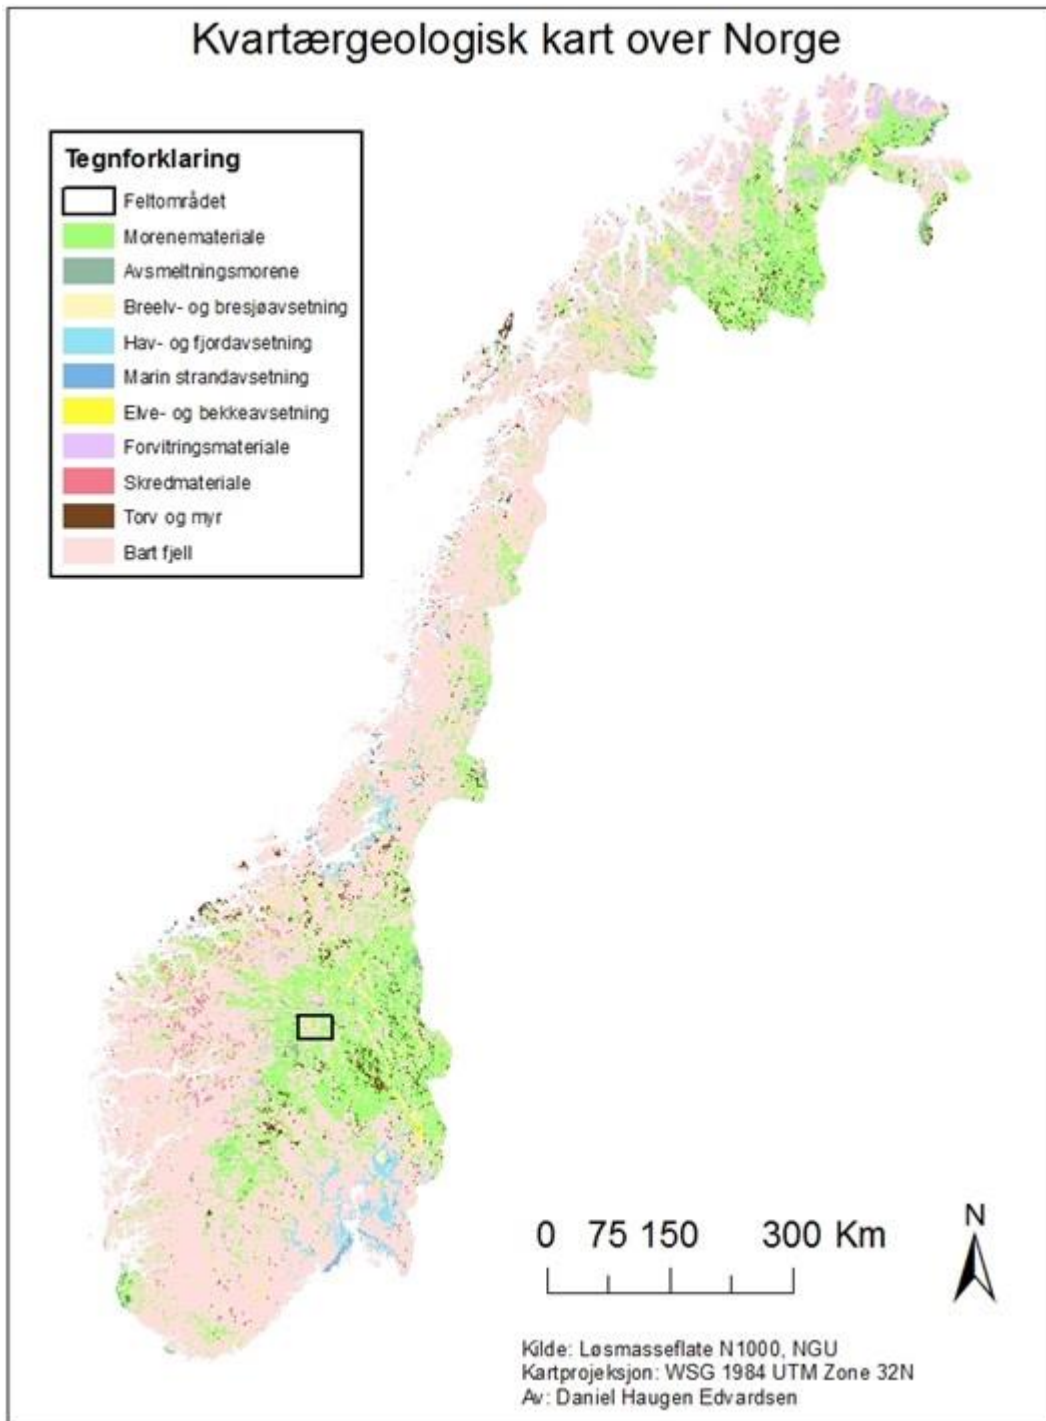 Kvartærgeologisk kart over Norge
Tegnforklaring
Feltområdet
Morenemateriale
Avsmeltningsmorene
Breelv- og bresjøavsetning
Hav- og fjordavsetning
Marin strandavsetning
Elve- og bekkeavsetning
Forvitringsmateriale
Skredmateriale
Torv og myr
Bart fjell
0 75 150 300 Km
N
Kilde: Løsmasseflate N1000, NGU
Kartprojeksjon: WSG 1984 UTM Zone 32N
Av: Daniel Haugen Edvardsen